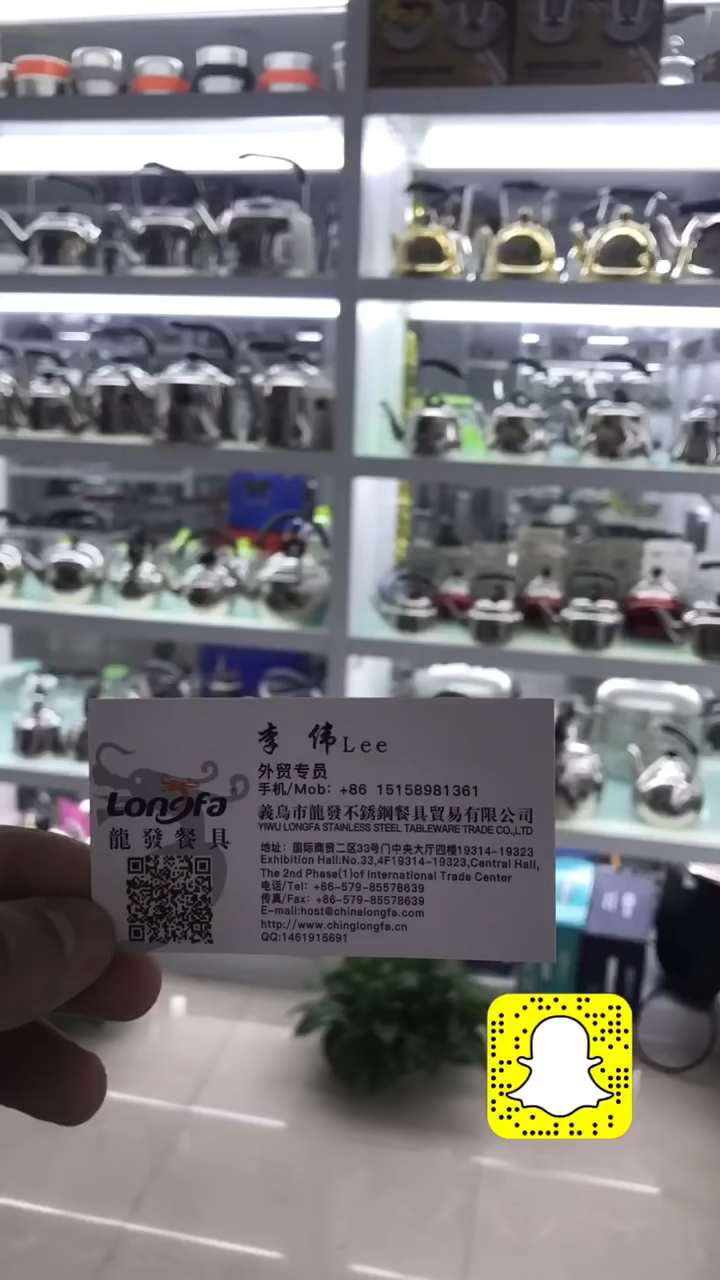 李 伟 Lee
外贸专员
手机/Mob: +86 15158981361
Longfa
龍發餐具
義烏市龍發不銹鋼餐具貿易有限公司
YIWU LONGFA STAINLESS STEEL TABLEWARE TRADE CO.,LTD
地址: 国际商贸二区33号门中央大厅四樓19314-19323
Exhibition Hall:No.33,4F19314-19323,Central Hall,
The 2nd Phase(1)of International Trade Center
电话/Tel: +86-579-85578639
传真/Fax: +86-579-85578639
E-mail:host@chinalongfa.com
http://www.chinglongfa.cn
QQ:1461915691